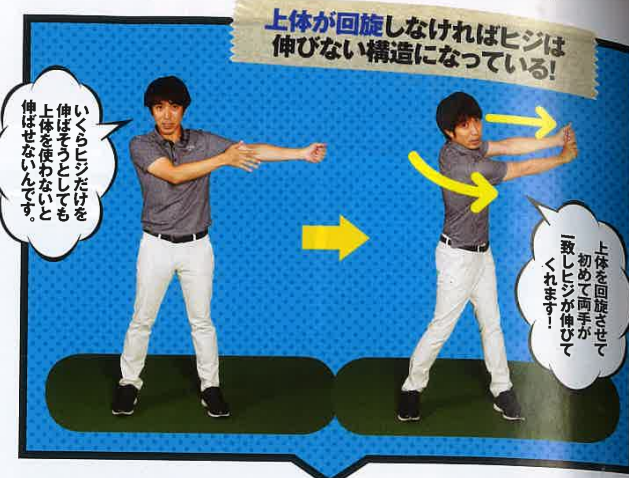 上体が回旋しなければヒジは
伸びない構造になっている!
いくらヒジだけを
伸ばそうとしても
上体を使わないと
伸ばせないんです。
上体を回旋させて
初めて両手が
一致しヒジが伸びて
くれます!